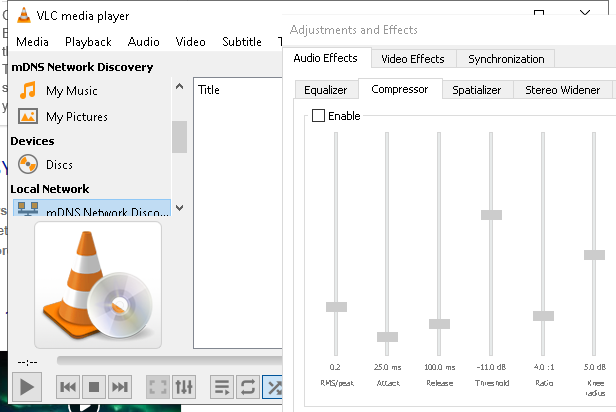 VLC media player
Media Playback Audio Video Subtitle T
mDNS Network Discovery
My Music
My Pictures
Devices
Discs
Local Network
mDNS Network Disco...
Title
--:--
Adjustments and Effects
Audio Effects Video Effects Synchronization
Equalizer Compressor Spatializer Stereo Widener
Enable
0.2 25.0 ms 100.0 ms -11.0 dB 4.0 :1 5.0 dB
RMS/peak Attack Release Threshold Ratio Knee
radius